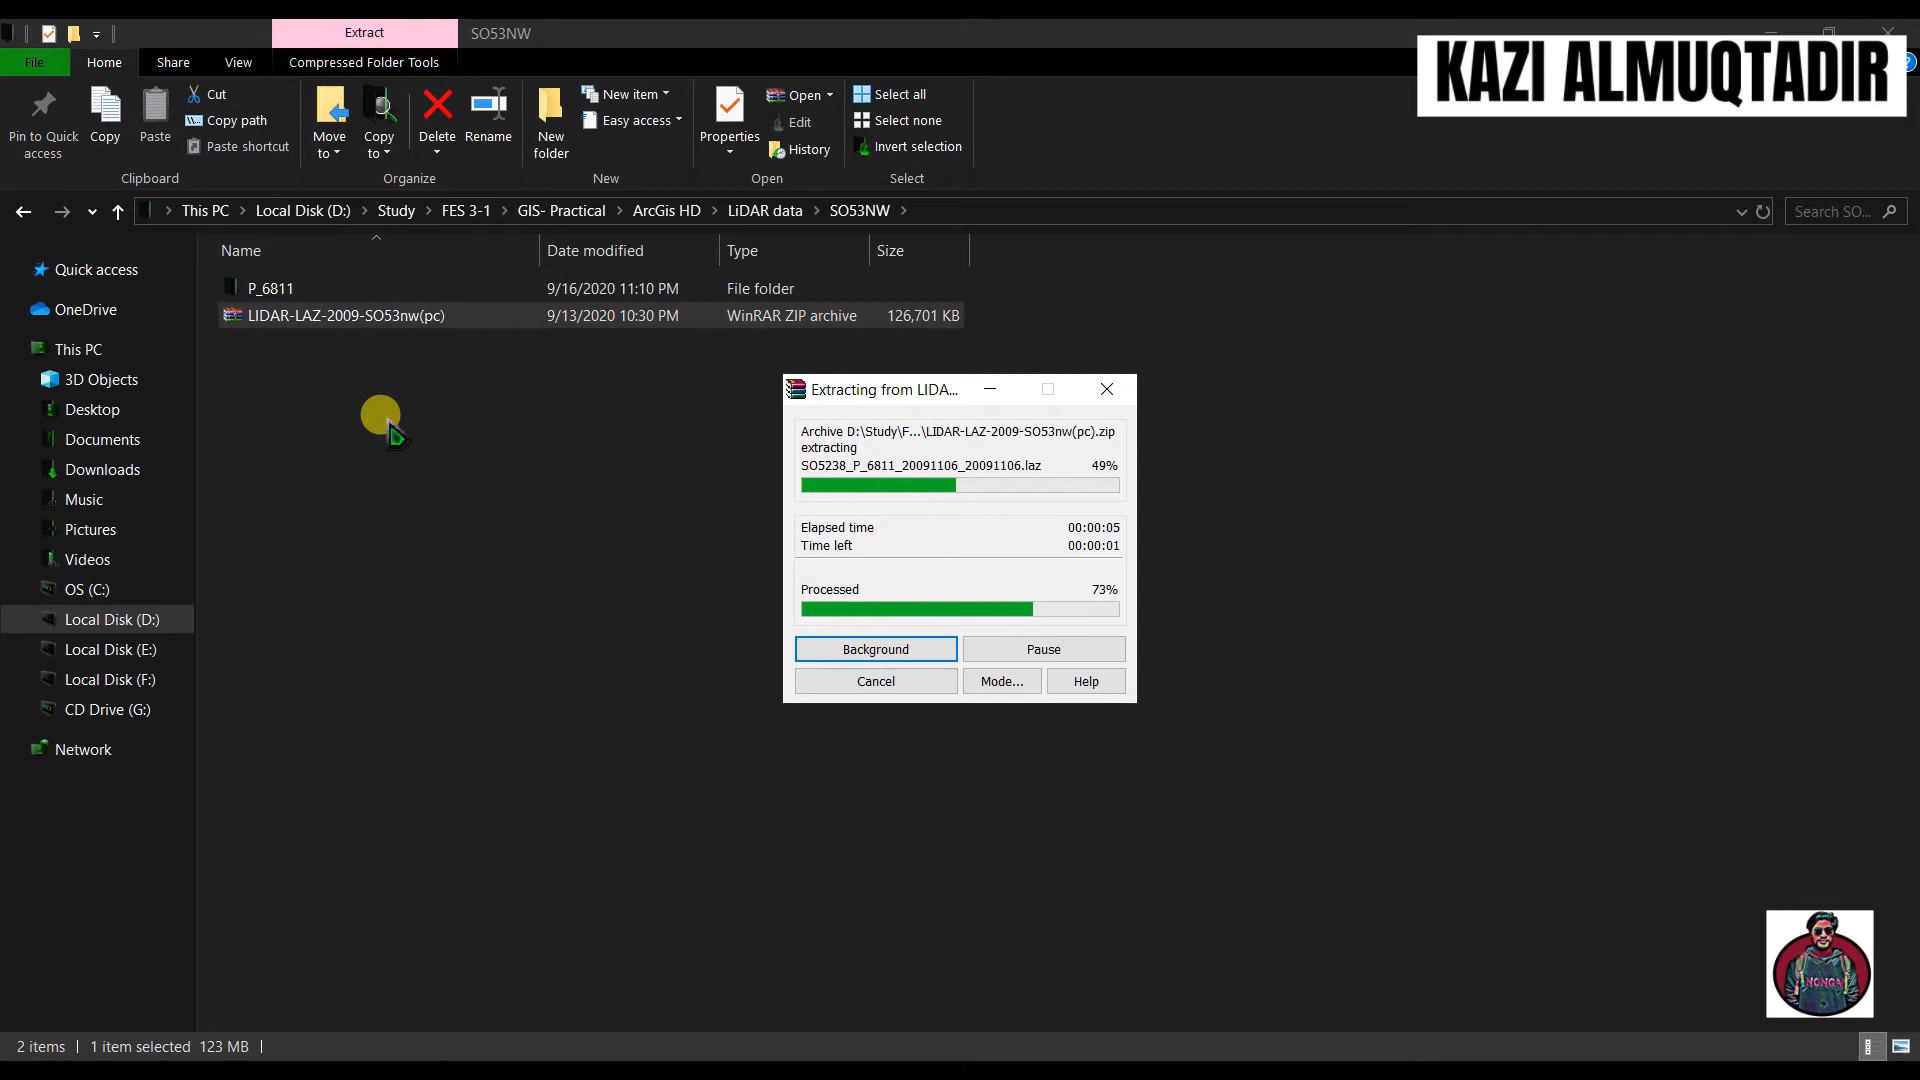 Extract
SO53NW
KAZI ALMUQTADIR
File
Home
Share
View
Compressed Folder Tools
Pin to Quick access
Copy
Paste
Cut
Copy path
Paste shortcut
Move to
Copy to
Delete
Rename
New folder
New item
Easy access
Properties
Open
Edit
History
Select all
Select none
Invert selection
Clipboard
Organize
New
Open
Select
This PC
Local Disk (D:)
Study
FES 3-1
GIS- Practical
ArcGis HD
LiDAR data
SO53NW
Search SO...
Name
Date modified
Type
Size
P_6811
9/16/2020 11:10 PM
File folder
LIDAR-LAZ-2009-SO53nw(pc)
9/13/2020 10:30 PM
WinRAR ZIP archive
126,701 KB
Quick access
OneDrive
This PC
3D Objects
Desktop
Documents
Downloads
Music
Pictures
Videos
OS (C:)
Local Disk (D:)
Local Disk (E:)
Local Disk (F:)
CD Drive (G:)
Network
Extracting from LIDA...
Archive D:\Study\F...\LIDAR-LAZ-2009-SO53nw(pc).zip
extracting
SO5238_P_6811_20091106_20091106.laz
49%
Elapsed time
00:00:05
Time left
00:00:01
Processed
73%
Background
Pause
Cancel
Mode...
Help
NONGAR
2 items
1 item selected
123 MB